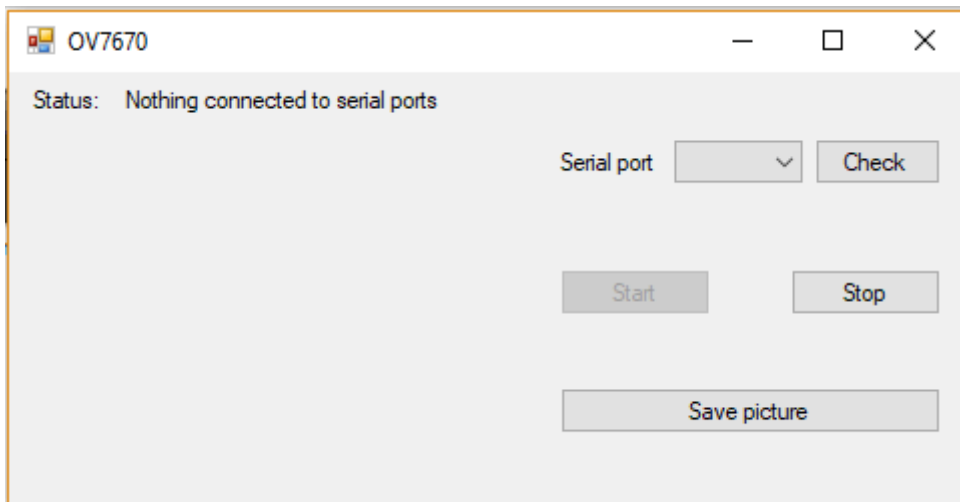 OV7670
Status: Nothing connected to serial ports
Serial port Check
Start Stop
Save picture